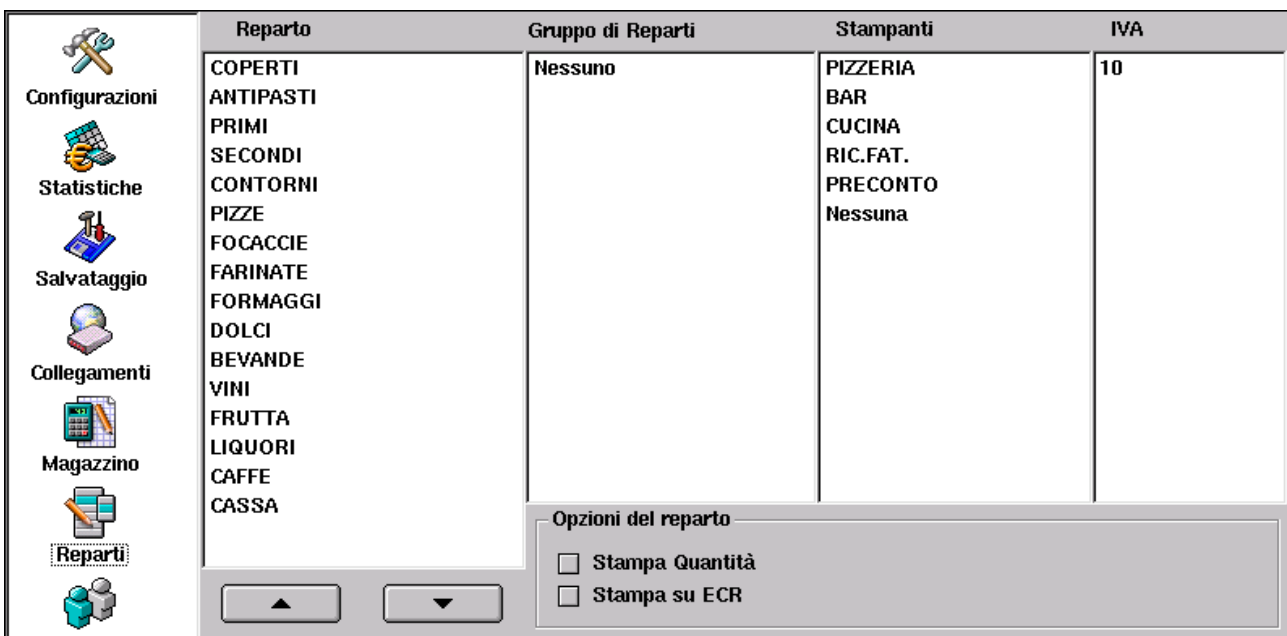 Configurazioni
Statistiche
Salvataggio
Collegamenti
Magazzino
Reparti
Reparto
COPERTI
ANTIPASTI
PRIMI
SECONDI
CONTORNI
PIZZE
FOCACCIE
FARINATE
FORMAGGI
DOLCI
BEVANDE
VINI
FRUTTA
LIQUORI
CAFFE
CASSA
Gruppo di Reparti
Nessuno
Stampanti
PIZZERIA
BAR
CUCINA
RIC.FAT.
PRECONTO
Nessuna
IVA
10
Opzioni del reparto
Stampa Quantità
Stampa su ECR